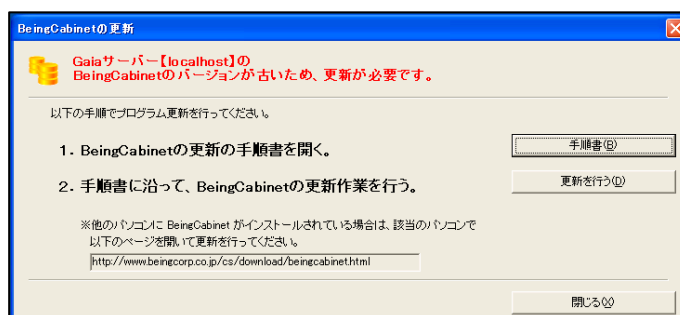 BeingCabinetの更新
Gaiaサーバー【localhost】の
BeingCabinetのバージョンが古いため、更新が必要です。
以下の手順でプログラム更新を行ってください。
1. BeingCabinetの更新の手順書を開く。
手順書(B)
2. 手順書に沿って、BeingCabinetの更新作業を行う。
更新を行う(D)
※他のパソコンに BeingCabinet がインストールされている場合は、該当のパソコンで
以下のページを開いて更新を行ってください。
http://www.beingcorp.co.jp/cs/download/beingcabinet.html
閉じる(X)